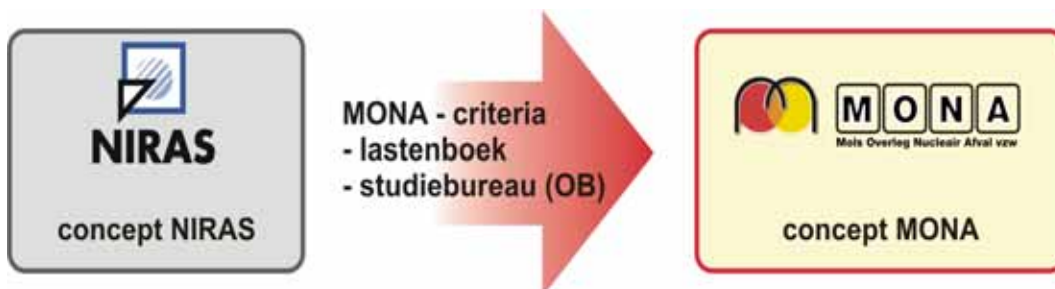 NIRAS
concept NIRAS
MONA - criteria
- lastenboek
- studiebureau (OB)
MONA
Mols Overleg Nucleair Afval vzw
concept MONA